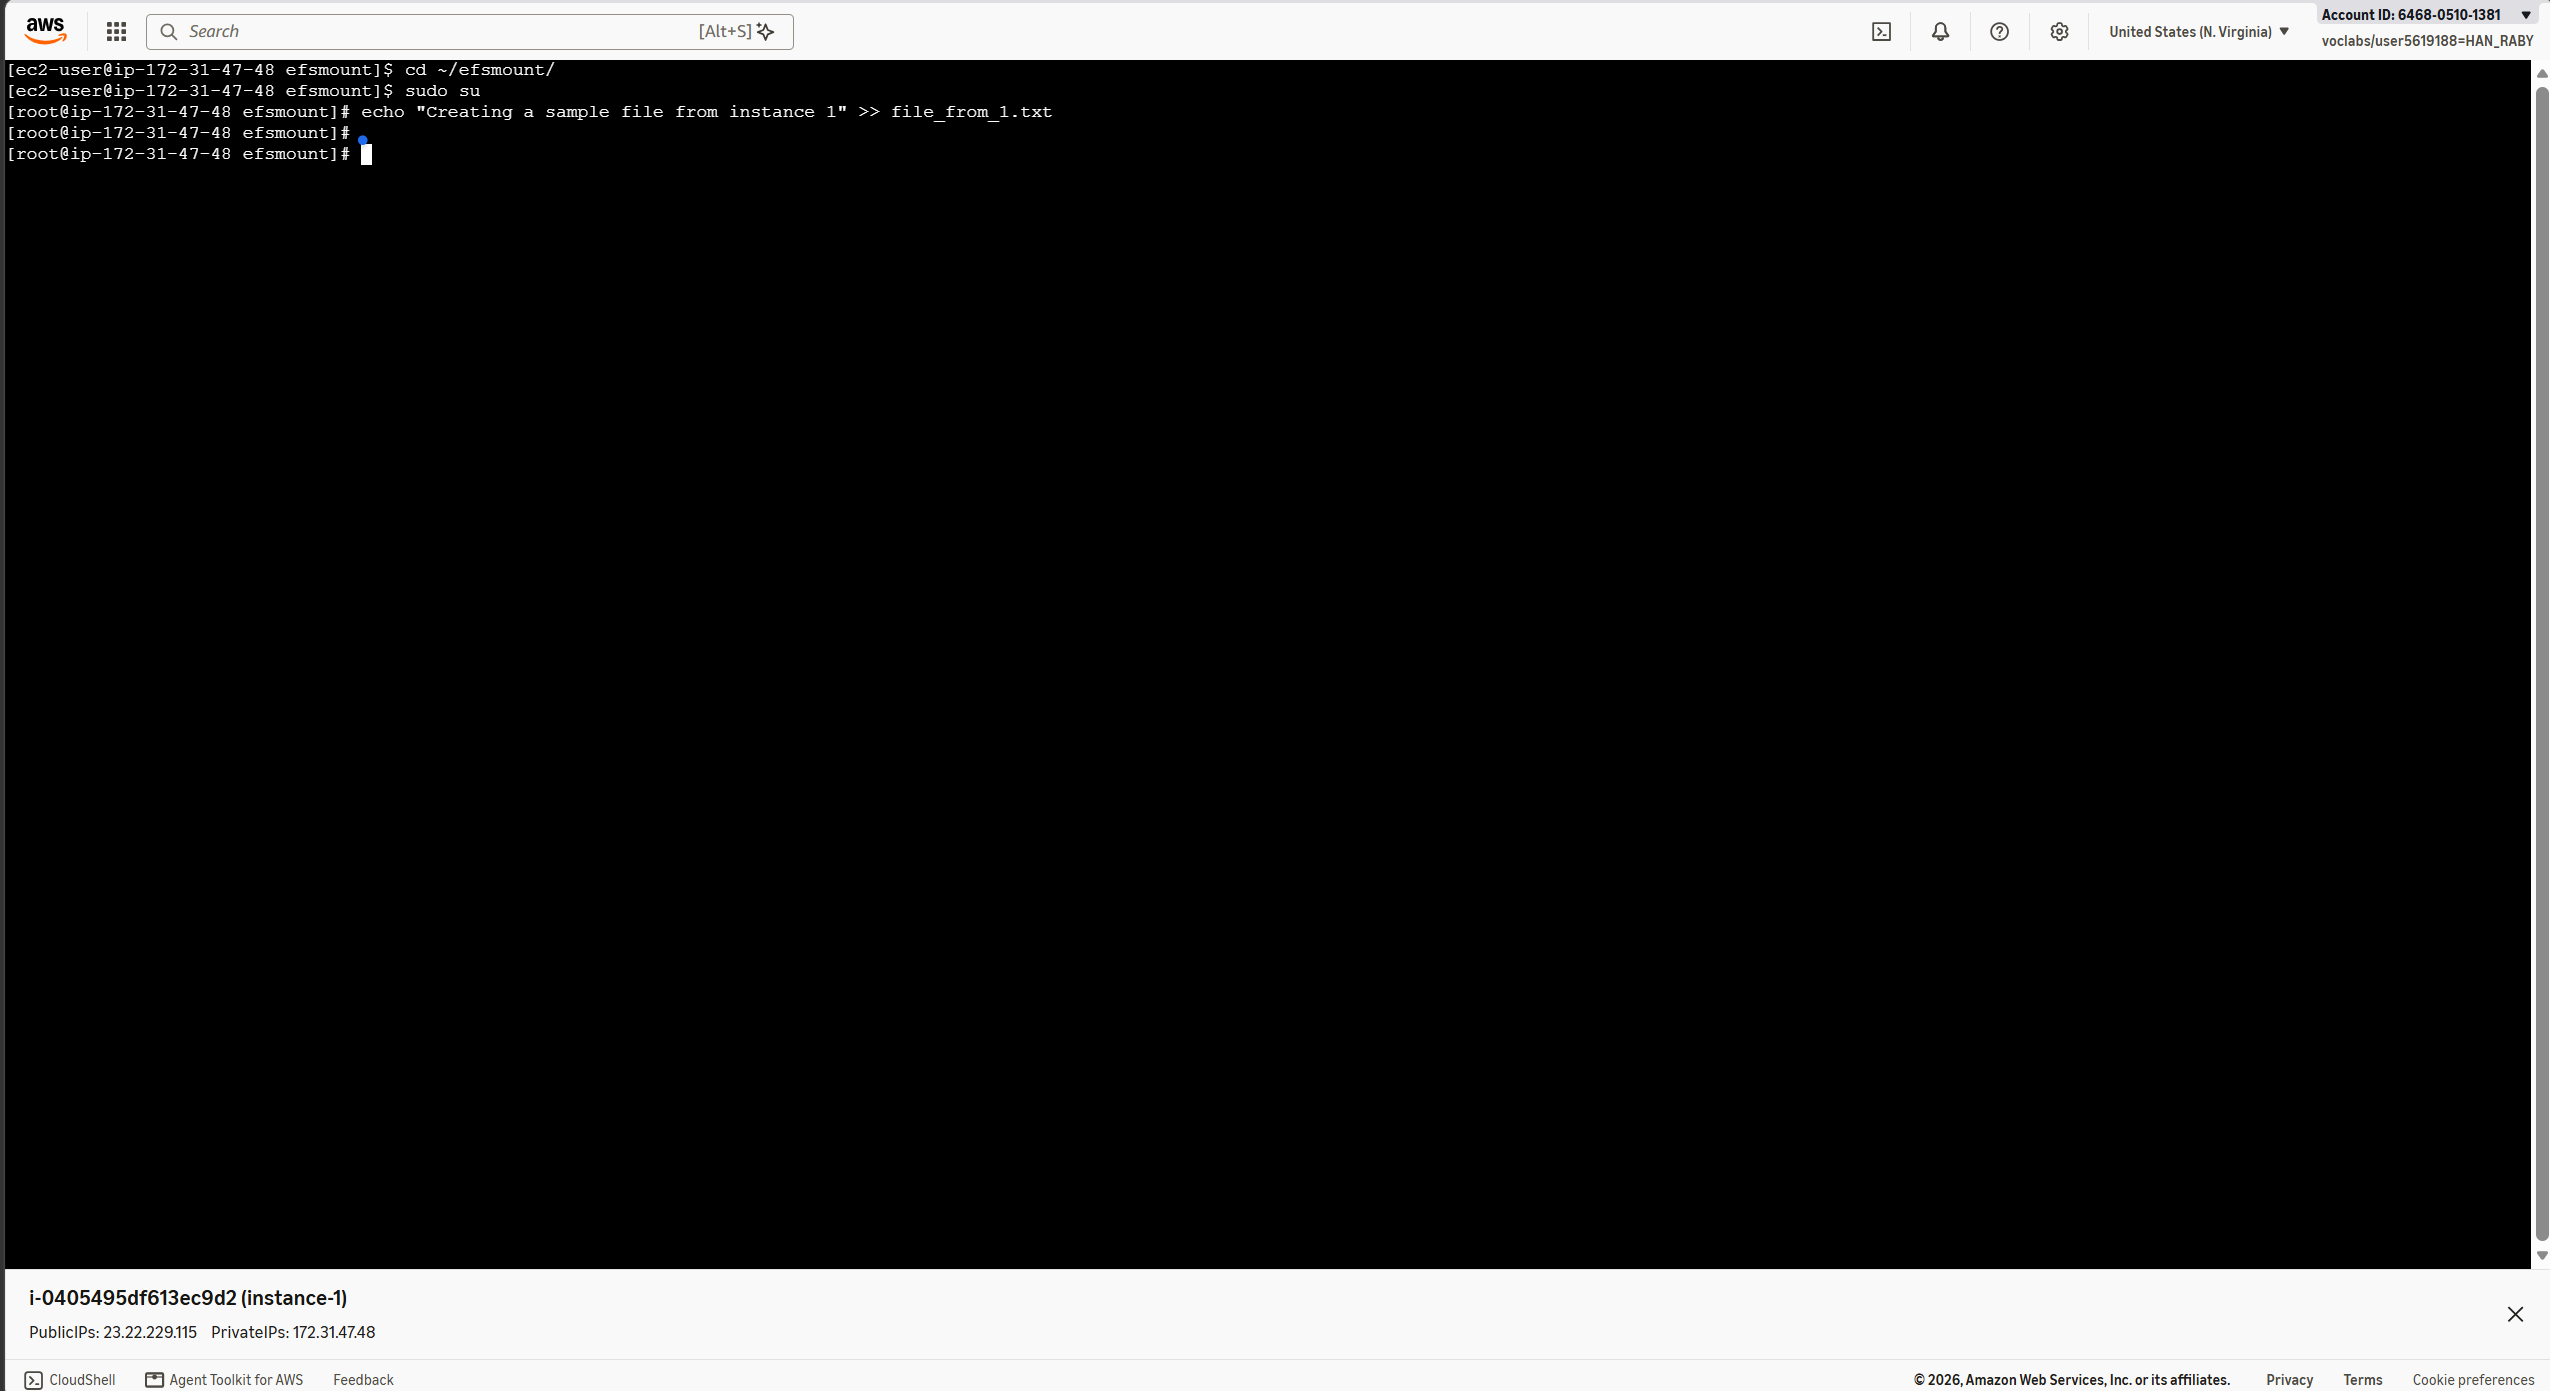 aws
Search [Alt+S]
United States (N. Virginia) ▼
Account ID: 6468-0510-1381 ▼
voclabs/user5619188=HAN_RABY
[ec2-user@ip-172-31-47-48 efsmount]$ cd ~/efsmount/
[ec2-user@ip-172-31-47-48 efsmount]$ sudo su
[root@ip-172-31-47-48 efsmount]# echo "Creating a sample file from instance 1" >> file_from_1.txt
[root@ip-172-31-47-48 efsmount]#
[root@ip-172-31-47-48 efsmount]#
i-0405495df613ec9d2 (instance-1)
PublicIPs: 23.22.229.115 PrivateIPs: 172.31.47.48
CloudShell Agent Toolkit for AWS Feedback © 2026, Amazon Web Services, Inc. or its affiliates. Privacy Terms Cookie preferences